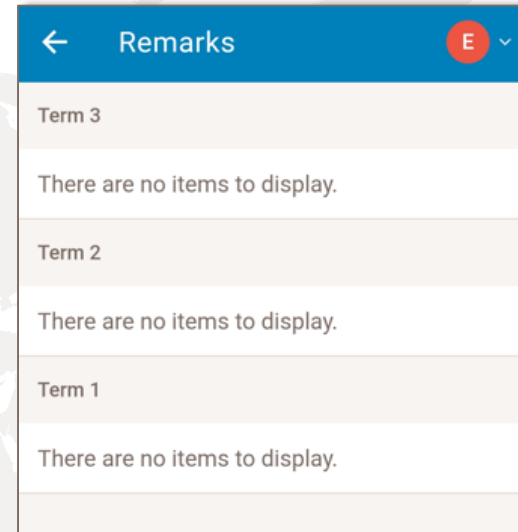 Remarks
E
Term 3
There are no items to display.
Term 2
There are no items to display.
Term 1
There are no items to display.